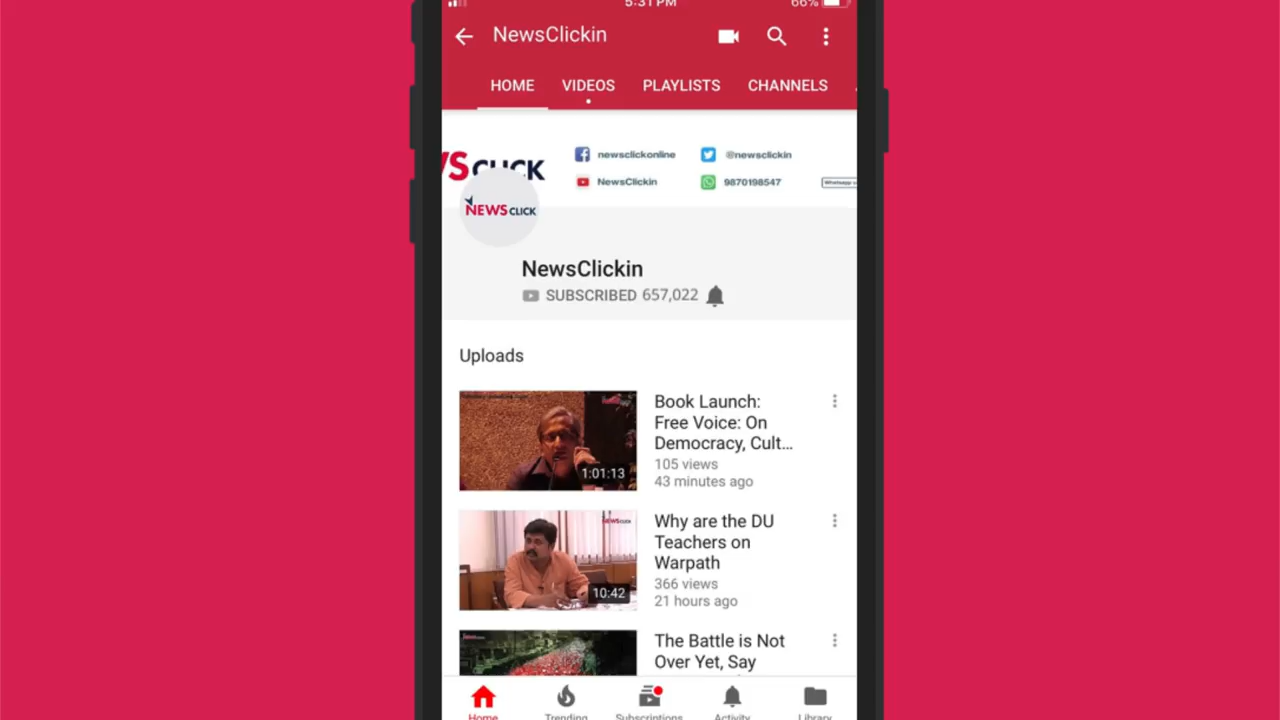 5:31 PM
66%
NewsClickin
HOME VIDEOS PLAYLISTS CHANNELS
CLICK
newsclickonline @newsclickin
NewsClickin 9870198547
NEWSCLICK
NewsClickin
SUBSCRIBED 657,022
Uploads
Book Launch:
Free Voice: On
Democracy, Cult...
105 views
43 minutes ago
1:01:13
Why are the DU
Teachers on
Warpath
366 views
21 hours ago
NEWSCLICK
10:42
The Battle is Not
Over Yet, Say
Home Trending Subscriptions Activity Library